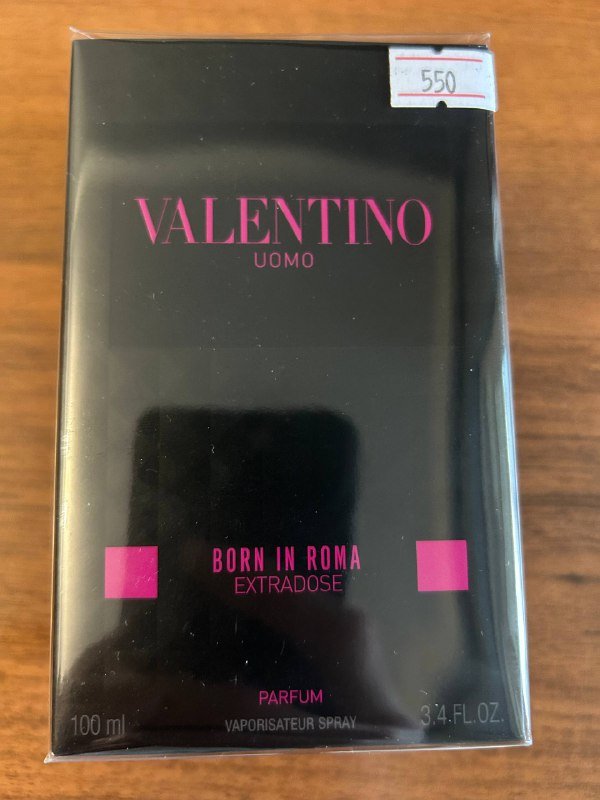 550
VALENTINO
UOMO
BORN IN ROMA
EXTRADOSE
PARFUM
100 ml VAPORISATEUR SPRAY 3.4 FL.OZ.